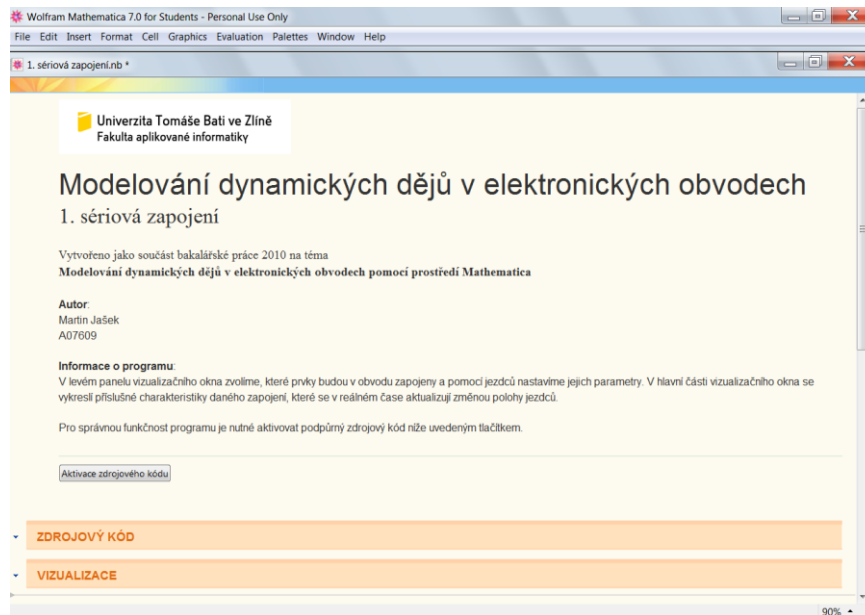 Wolfram Mathematica 7.0 for Students - Personal Use Only
File Edit Insert Format Cell Graphics Evaluation Palettes Window Help
1. sériová zapojení.nb *
Univerzita Tomáše Bati ve Zlíně
Fakulta aplikované informatiky
Modelování dynamických dějů v elektronických obvodech
1. sériová zapojení
Vytvořeno jako součást bakalářské práce 2010 na téma
Modelování dynamických dějů v elektronických obvodech pomocí prostředí Mathematica
Autor:
Martin Jašek
A07609
Informace o programu:
V levém panelu vizualizačního okna zvolíme, které prvky budou v obvodu zapojeny a pomocí jezdců nastavíme jejich parametry. V hlavní části vizualizačního okna se
vykreslí příslušné charakteristiky daného zapojení, které se v reálném čase aktualizují změnou polohy jezdců.
Pro správnou funkčnost programu je nutné aktivovat podpůrný zdrojový kód níže uvedeným tlačítkem.
Aktivace zdrojového kódu
ZDROJOVÝ KÓD
VIZUALIZACE
90%